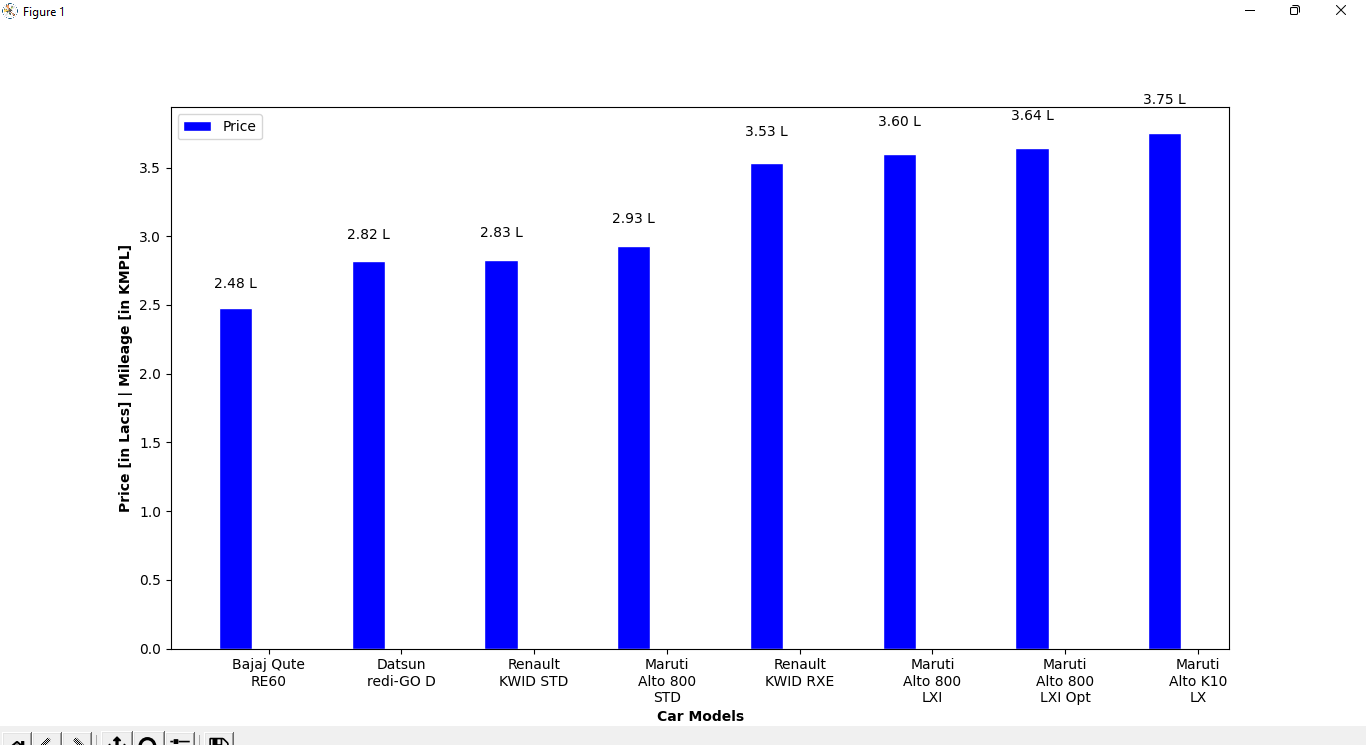 Figure 1
3.75 L
3.64 L
3.60 L
3.53 L
Price
2.93 L
2.83 L
2.82 L
2.48 L
3.5
3.0
2.5
2.0
1.5
1.0
0.5
0.0
Price [in Lacs] | Mileage [in KMPL]
Bajaj Qute
RE60
Datsun
redi-GO D
Renault
KWID STD
Maruti
Alto 800
STD
Renault
KWID RXE
Maruti
Alto 800
LXI
Maruti
Alto 800
LXI Opt
Maruti
Alto K10
LX
Car Models